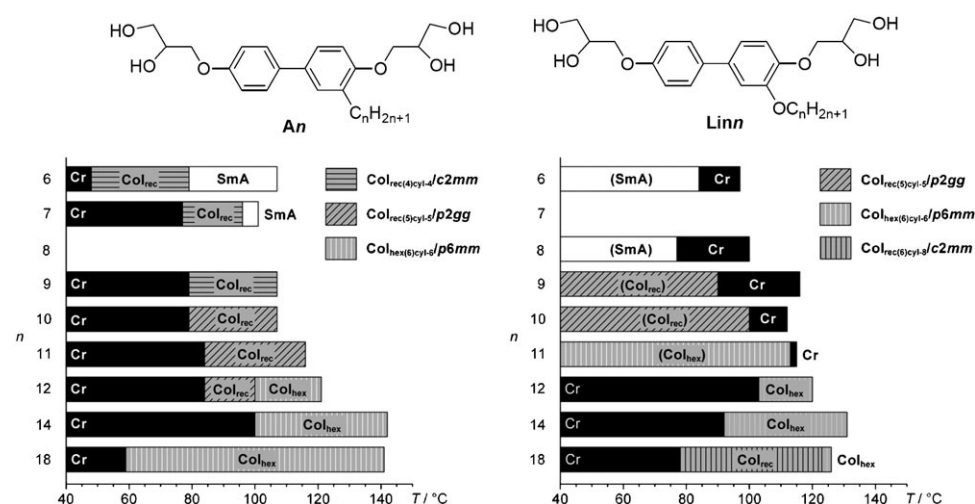 HO
HO
O
O
OH
OH
CnH2n+1
An
HO
HO
O
O
OH
OH
OCnH2n+1
Linn
6
Cr
Colrec
SmA
7
Cr
Colrec
SmA
8
9
Cr
Colrec
n
10
Cr
Colrec
11
Cr
Colrec
12
Cr
Colrec
Colhex
14
Cr
Colhex
18
Cr
Colhex
40 60 80 100 120 140 T / °C
Colrec(4)cyl-4/c2mm
Colrec(5)cyl-5/p2gg
Colhex(6)cyl-6/p6mm
6
(SmA)
Cr
7
8
(SmA)
Cr
9
(Colrec)
Cr
n
10
(Colrec)
Cr
11
(Colhex)
Cr
12
Cr
Colhex
14
Cr
Colhex
18
Cr
Colrec
Colhex
40 60 80 100 120 140 T / °C
Colrec(5)cyl-5/p2gg
Colhex(6)cyl-6/p6mm
Colrec(6)cyl-8/c2mm